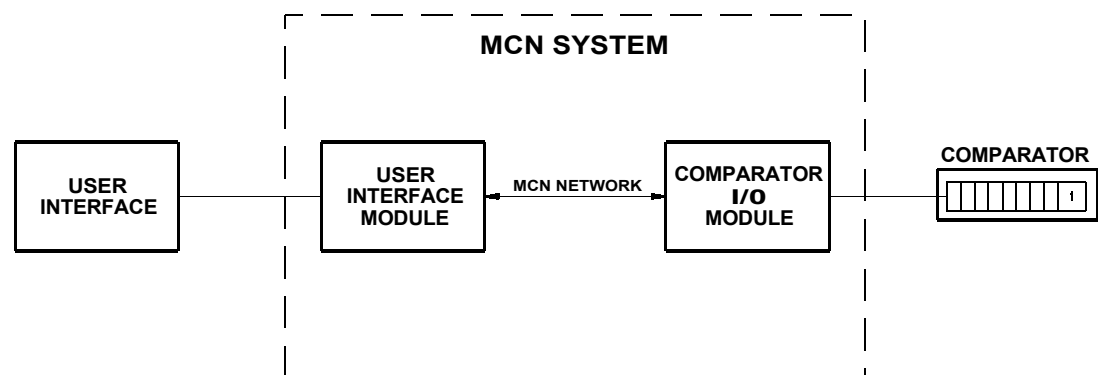 MCN SYSTEM
USER
INTERFACE
USER
INTERFACE
MODULE
MCN NETWORK
COMPARATOR
I/O
MODULE
COMPARATOR
1